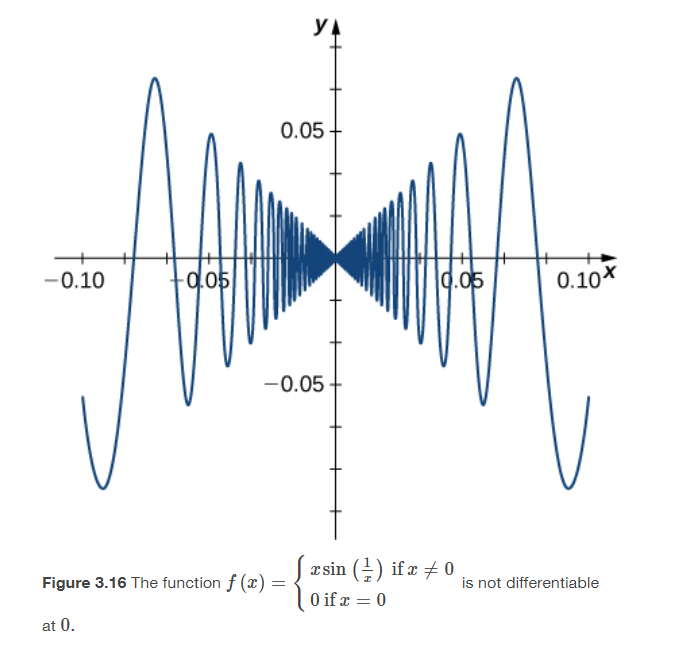 y
0.05
−0.10 −0.05 0.05 0.10 x
−0.05
Figure 3.16 The function f (x) = { x sin (1/x) if x ≠ 0
0 if x = 0 is not differentiable
at 0.